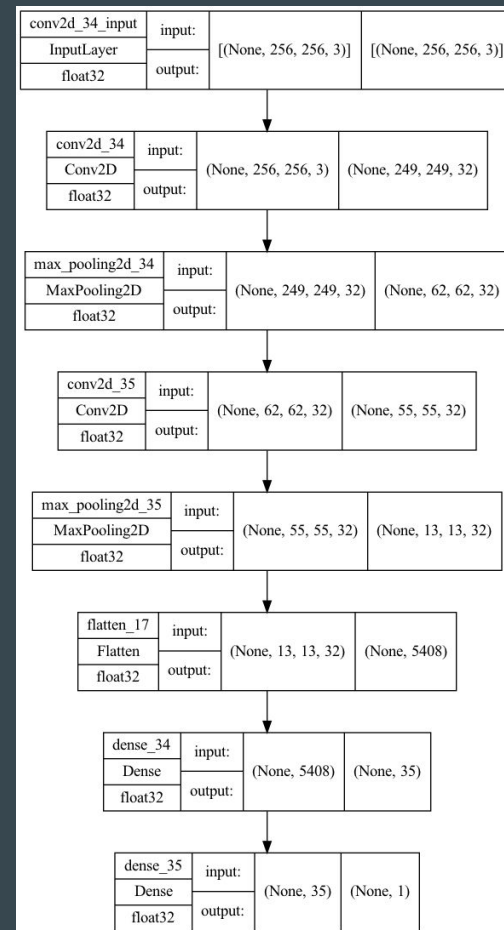 conv2d_34_input input: [(None, 256, 256, 3)] [(None, 256, 256, 3)]
InputLayer
output:
float32
conv2d_34 input: (None, 256, 256, 3) (None, 249, 249, 32)
Conv2D
output:
float32
max_pooling2d_34 input: (None, 249, 249, 32) (None, 62, 62, 32)
MaxPooling2D
output:
float32
conv2d_35 input: (None, 62, 62, 32) (None, 55, 55, 32)
Conv2D
output:
float32
max_pooling2d_35 input: (None, 55, 55, 32) (None, 13, 13, 32)
MaxPooling2D
output:
float32
flatten_17 input: (None, 13, 13, 32) (None, 5408)
Flatten
output:
float32
dense_34 input: (None, 5408) (None, 35)
Dense
output:
float32
dense_35 input: (None, 35) (None, 1)
Dense
output:
float32